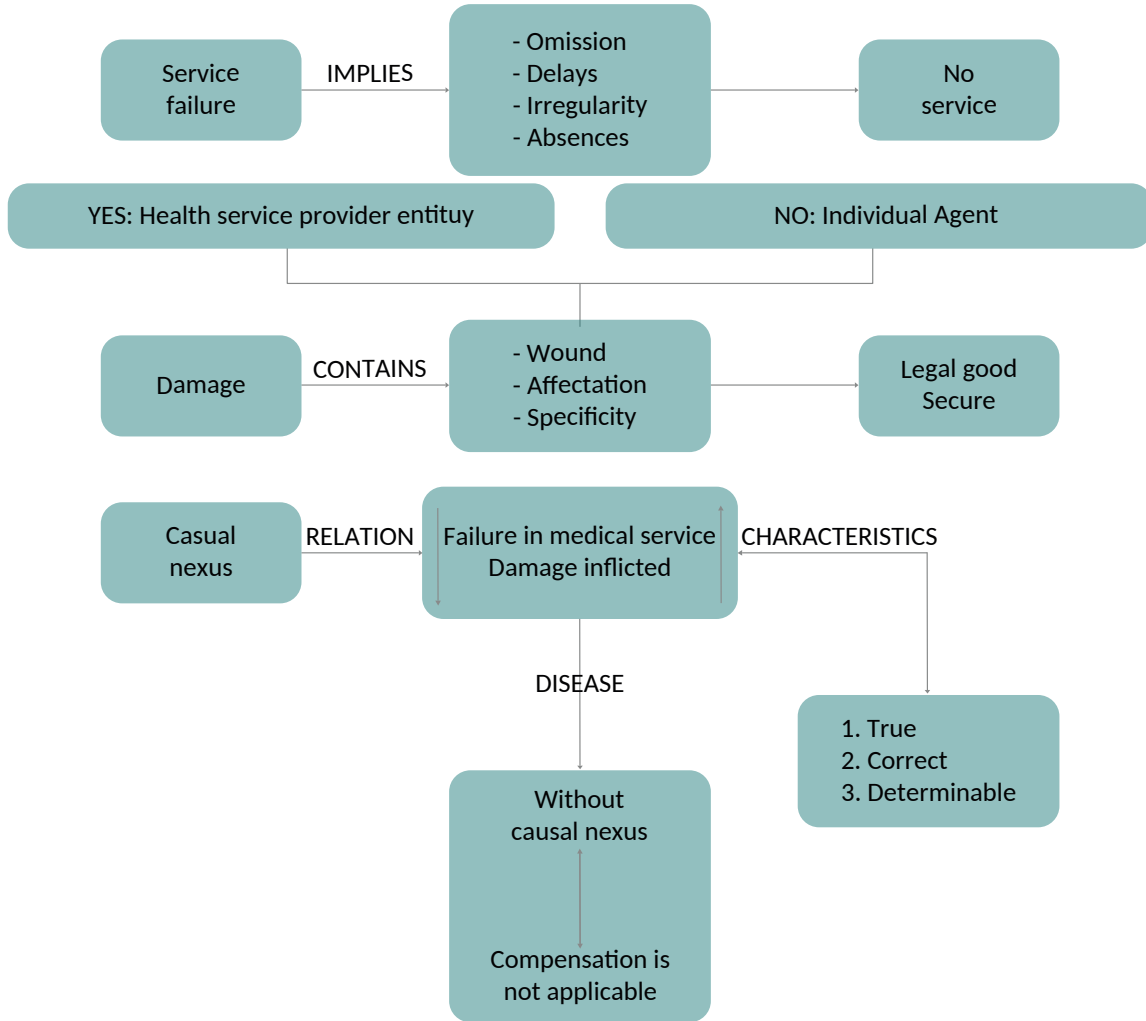 Service
failure
IMPLIES
- Omission
- Delays
- Irregularity
- Absences
No
service
YES: Health service provider entituy
NO: Individual Agent
Damage
CONTAINS
- Wound
- Affectation
- Specificity
Legal good
Secure
Casual
nexus
RELATION
Failure in medical service
Damage inflicted
CHARACTERISTICS
DISEASE
1. True
2. Correct
3. Determinable
Without
causal nexus
Compensation is
not applicable